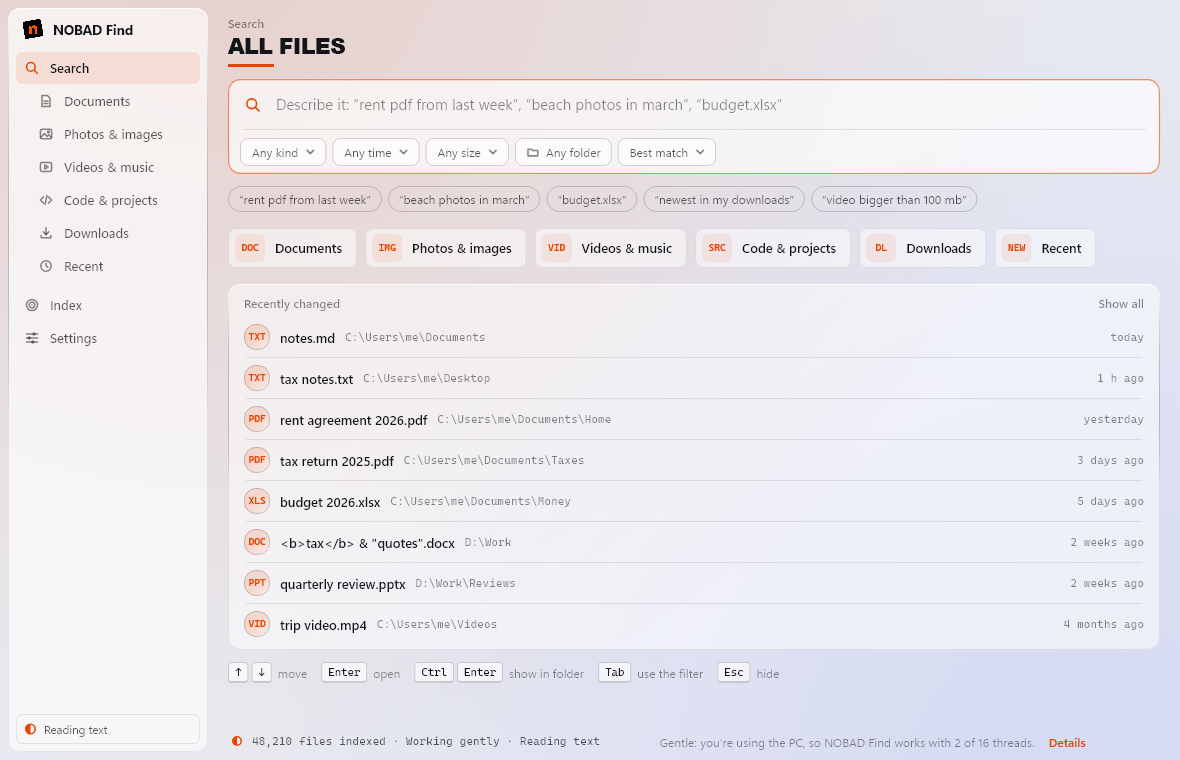 NOBAD Find
Search
Documents
Photos & images
Videos & music
Code & projects
Downloads
Recent
Index
Settings
Reading text
Search
ALL FILES
Describe it: "rent pdf from last week", "beach photos in march", "budget.xlsx"
Any kind Any time Any size Any folder Best match
"rent pdf from last week" "beach photos in march" "budget.xlsx" "newest in my downloads" "video bigger than 100 mb"
DOC Documents IMG Photos & images VID Videos & music SRC Code & projects DL Downloads NEW Recent
Recently changed Show all
TXT notes.md C:\Users\me\Documents today
TXT tax notes.txt C:\Users\me\Desktop 1 h ago
PDF rent agreement 2026.pdf C:\Users\me\Documents\Home yesterday
PDF tax return 2025.pdf C:\Users\me\Documents\Taxes 3 days ago
XLS budget 2026.xlsx C:\Users\me\Documents\Money 5 days ago
DOC <b>tax</b> & "quotes".docx D:\Work 2 weeks ago
PPT quarterly review.pptx D:\Work\Reviews 2 weeks ago
VID trip video.mp4 C:\Users\me\Videos 4 months ago
↑ ↓ move Enter open Ctrl Enter show in folder Tab use the filter Esc hide
48,210 files indexed · Working gently · Reading text Gentle: you're using the PC, so NOBAD Find works with 2 of 16 threads. Details